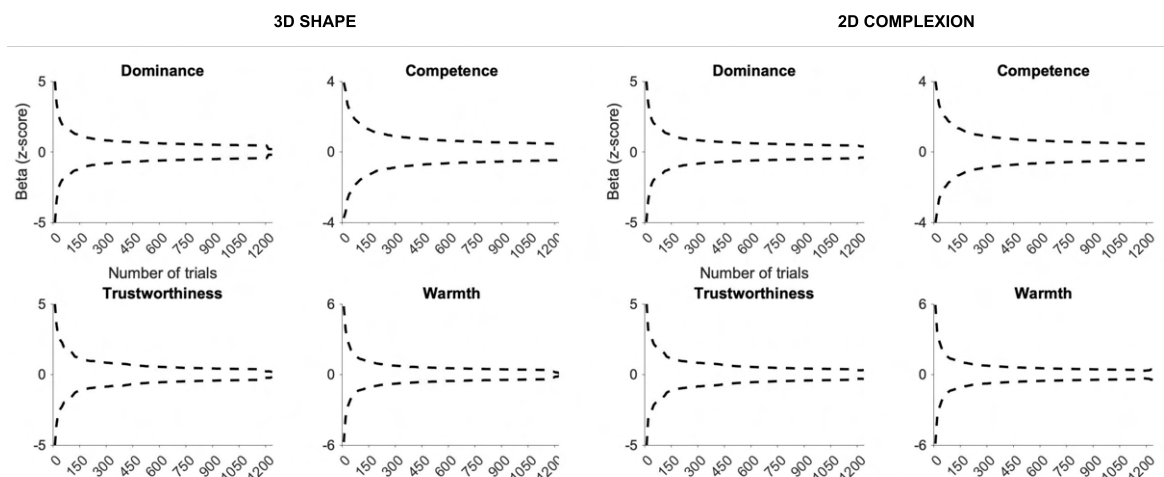 3D SHAPE 2D COMPLEXION
Dominance Competence Dominance Competence
Beta (z-score) 5 0 -5 4 0 -4 Beta (z-score) 5 0 -5 4 0 -4
0 150 300 450 600 750 900 1050 1200 0 150 300 450 600 750 900 1050 1200 0 150 300 450 600 750 900 1050 1200 0 150 300 450 600 750 900 1050 1200
Number of trials Number of trials
Trustworthiness Warmth Trustworthiness Warmth
5 0 -5 6 0 -6 5 0 -5 6 0 -6
0 150 300 450 600 750 900 1050 1200 0 150 300 450 600 750 900 1050 1200 0 150 300 450 600 750 900 1050 1200 0 150 300 450 600 750 900 1050 1200